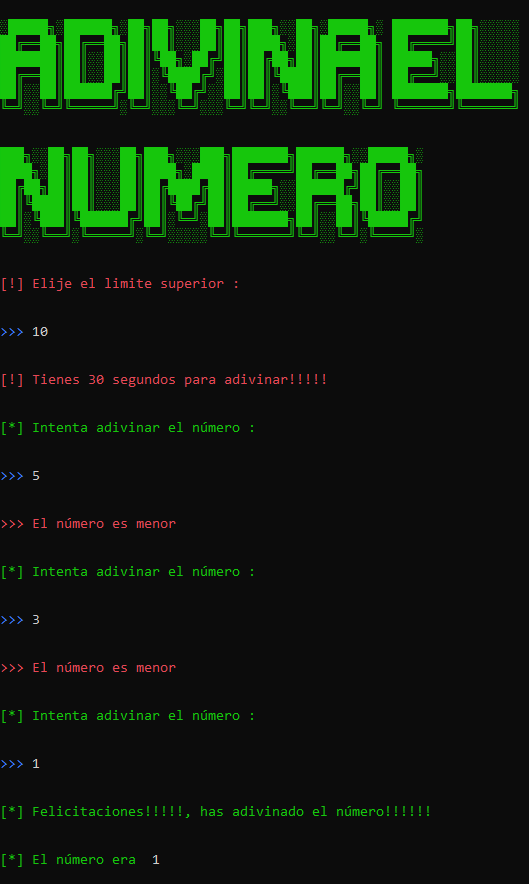 ADIVINA EL
NUMERO
[!] Elije el limite superior :
>>> 10
[!] Tienes 30 segundos para adivinar!!!!!
[*] Intenta adivinar el número :
>>> 5
>>> El número es menor
[*] Intenta adivinar el número :
>>> 3
>>> El número es menor
[*] Intenta adivinar el número :
>>> 1
[*] Felicitaciones!!!!!, has adivinado el número!!!!!!
[*] El número era  1